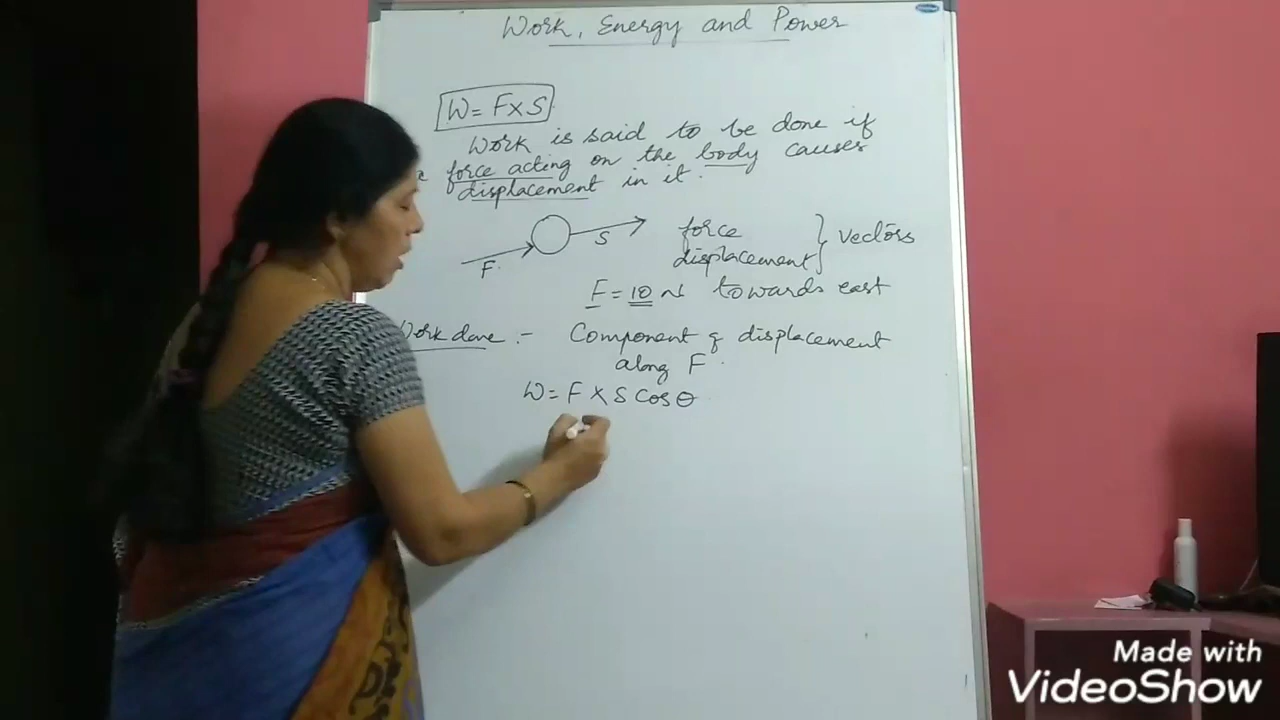 Work, Energy and Power
W = F x S
Work is said to be done if
force acting on the body causes
displacement in it.
F
S
force
displacement } vectors
F = 10 N towards east
Work done :- Component of displacement
along F.
W = F x S Cos θ
Made with
VideoShow